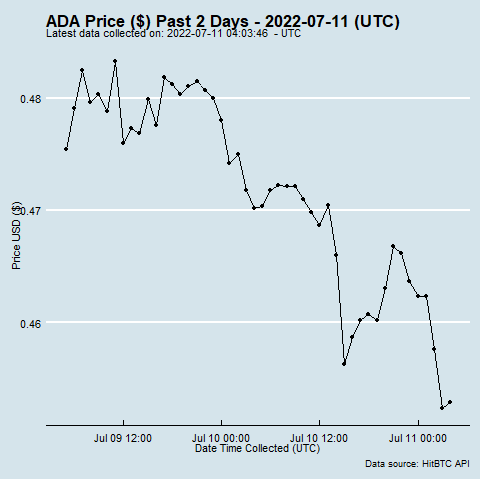 ADA Price ($) Past 2 Days - 2022-07-11 (UTC)
Latest data collected on: 2022-07-11 04:03:46 - UTC
Price USD ($)
0.48
0.47
0.46
Jul 09 12:00
Jul 10 00:00
Jul 10 12:00
Jul 11 00:00
Date Time Collected (UTC)
Data source: HitBTC API